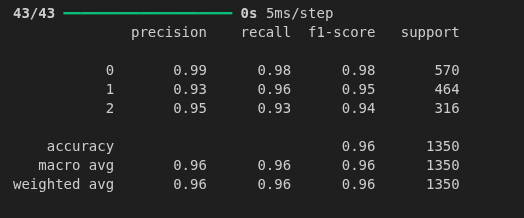 43/43 ━━━━━━━━━━━━━━━━━━━━ 0s 5ms/step
              precision    recall  f1-score   support

           0       0.99      0.98      0.98       570
           1       0.93      0.96      0.95       464
           2       0.95      0.93      0.94       316

    accuracy                           0.96      1350
   macro avg       0.96      0.96      0.96      1350
weighted avg       0.96      0.96      0.96      1350